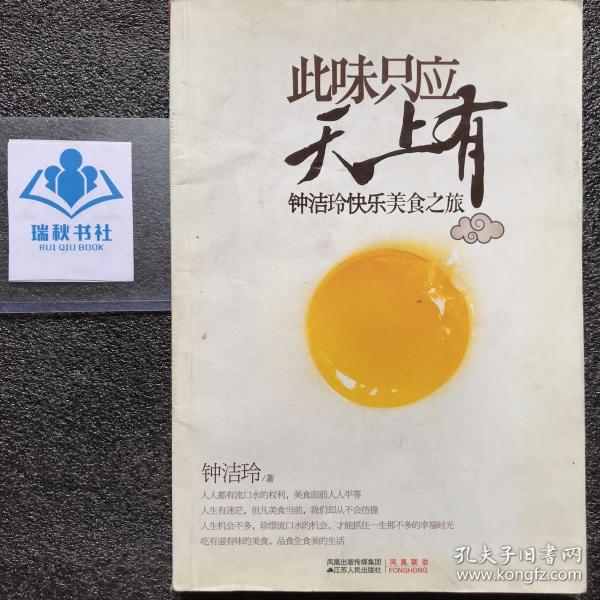 此味只应
天上有
钟洁玲快乐美食之旅
瑞秋书社
RUI QIU BOOK
钟洁玲/著
人人都有流口水的权利，美食面前人人平等
人生有迷茫，但凡美食当前，我们却从不会彷徨
人生机会不多，珍惜流口水的机会，才能抓住一生那不多的幸福时光
吃有滋有味的美食，品食全食美的生活
凤凰出版传媒集团
江苏人民出版社
凤凰联动
FONGHONG
孔夫子旧书网
www.kongfz.com